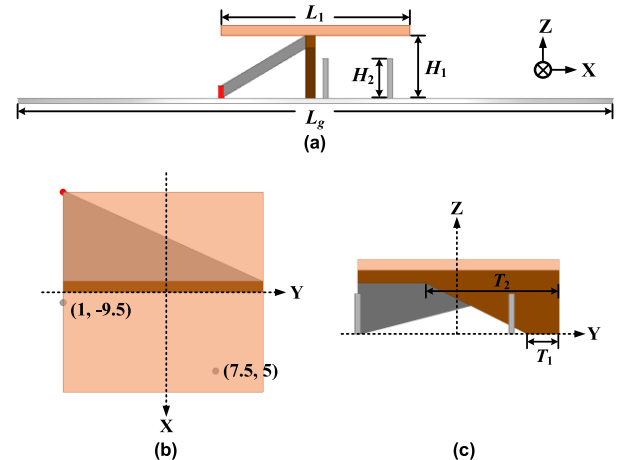 L1
Z
H2
H1
X
Lg
(a)
Z
Y
T2
(1, -9.5)
Y
T1
(7.5, 5)
X
(b)
(c)